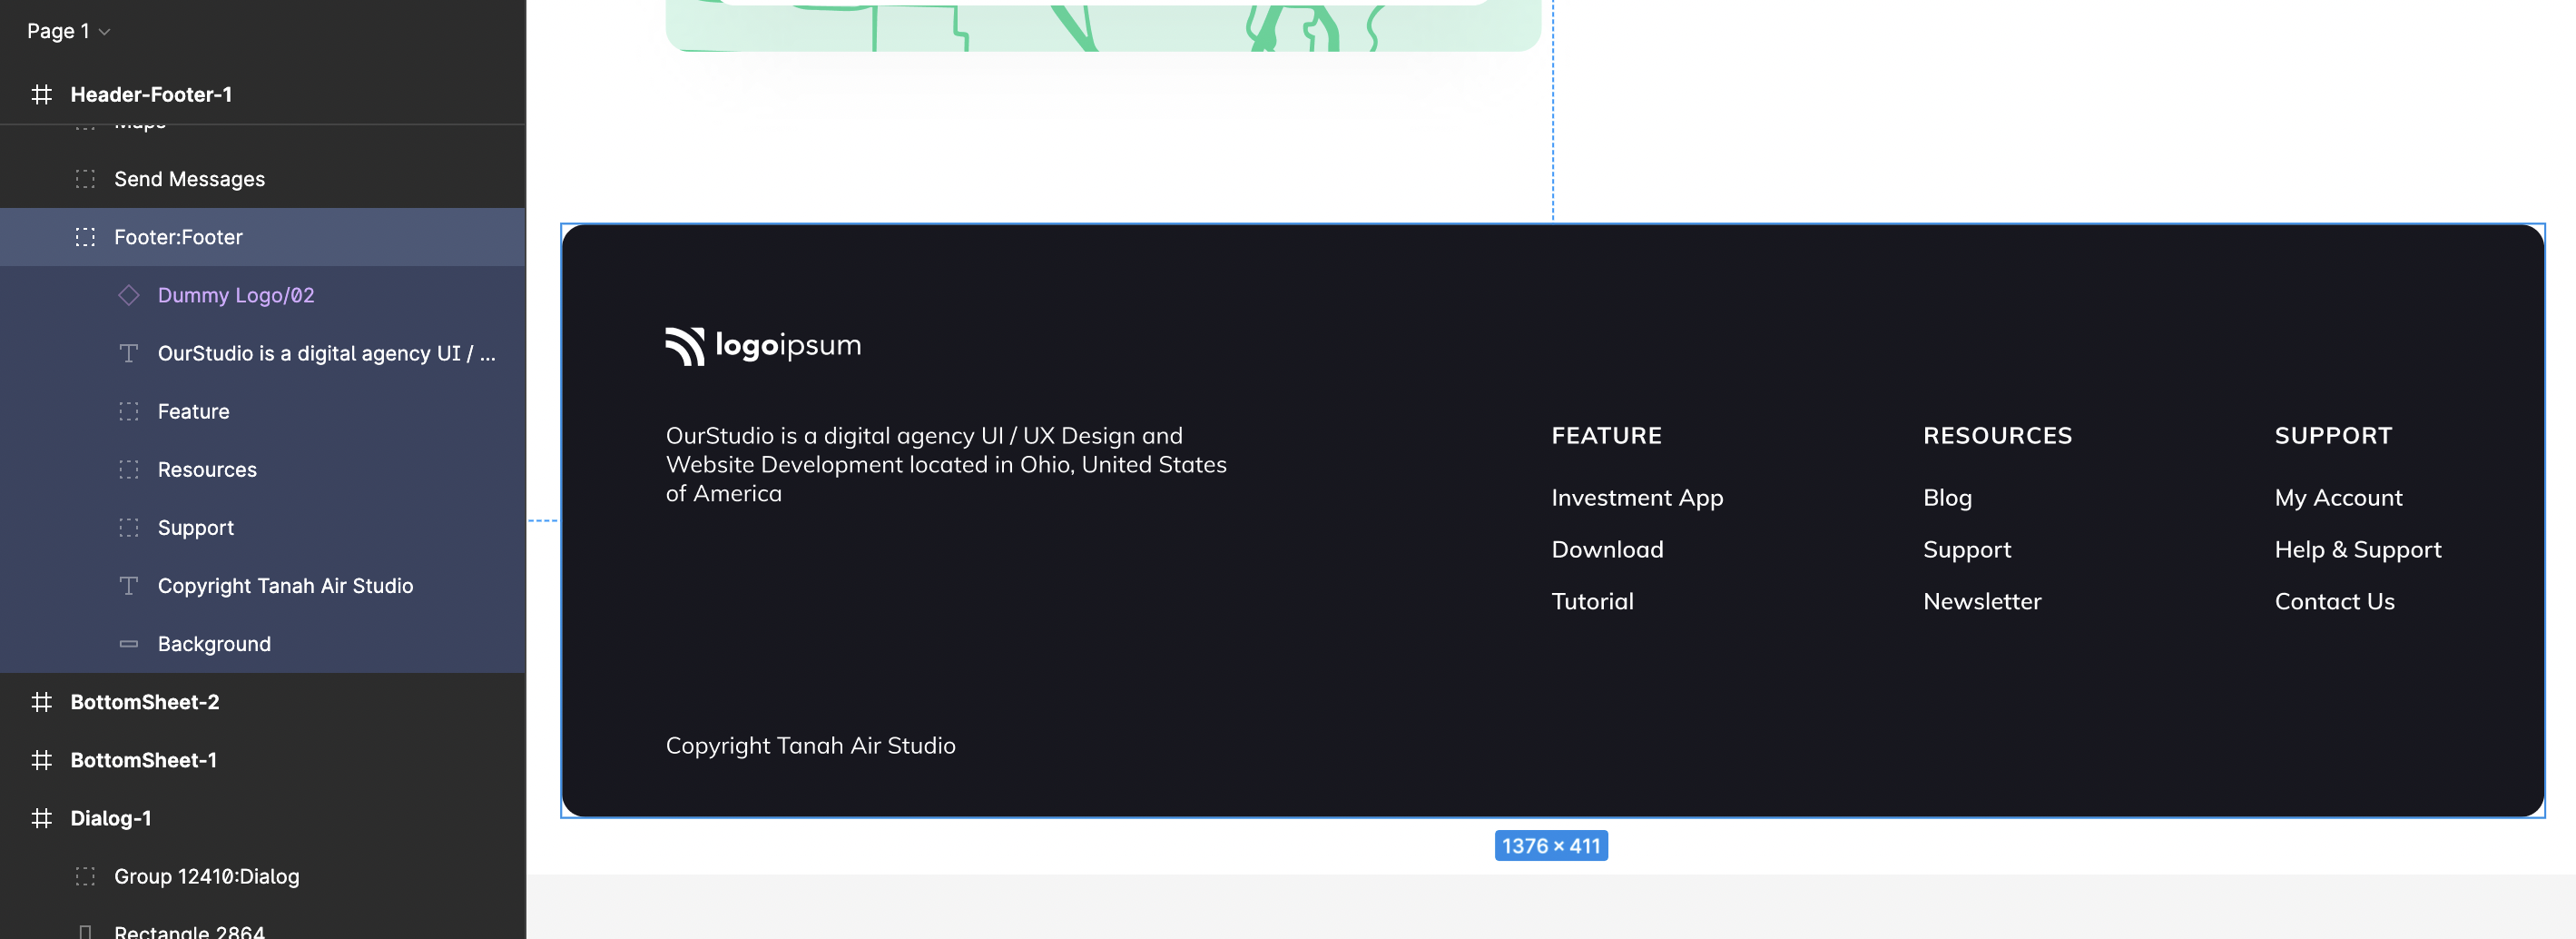 Page 1
Header-Footer-1
Maps
Send Messages
Footer:Footer
Dummy Logo/02
OurStudio is a digital agency UI / ...
Feature
Resources
Support
Copyright Tanah Air Studio
Background
BottomSheet-2
BottomSheet-1
Dialog-1
Group 12410:Dialog
Rectangle 2864
logoipsum
OurStudio is a digital agency UI / UX Design and
Website Development located in Ohio, United States
of America
FEATURE
Investment App
Download
Tutorial
RESOURCES
Blog
Support
Newsletter
SUPPORT
My Account
Help & Support
Contact Us
Copyright Tanah Air Studio
1376 × 411